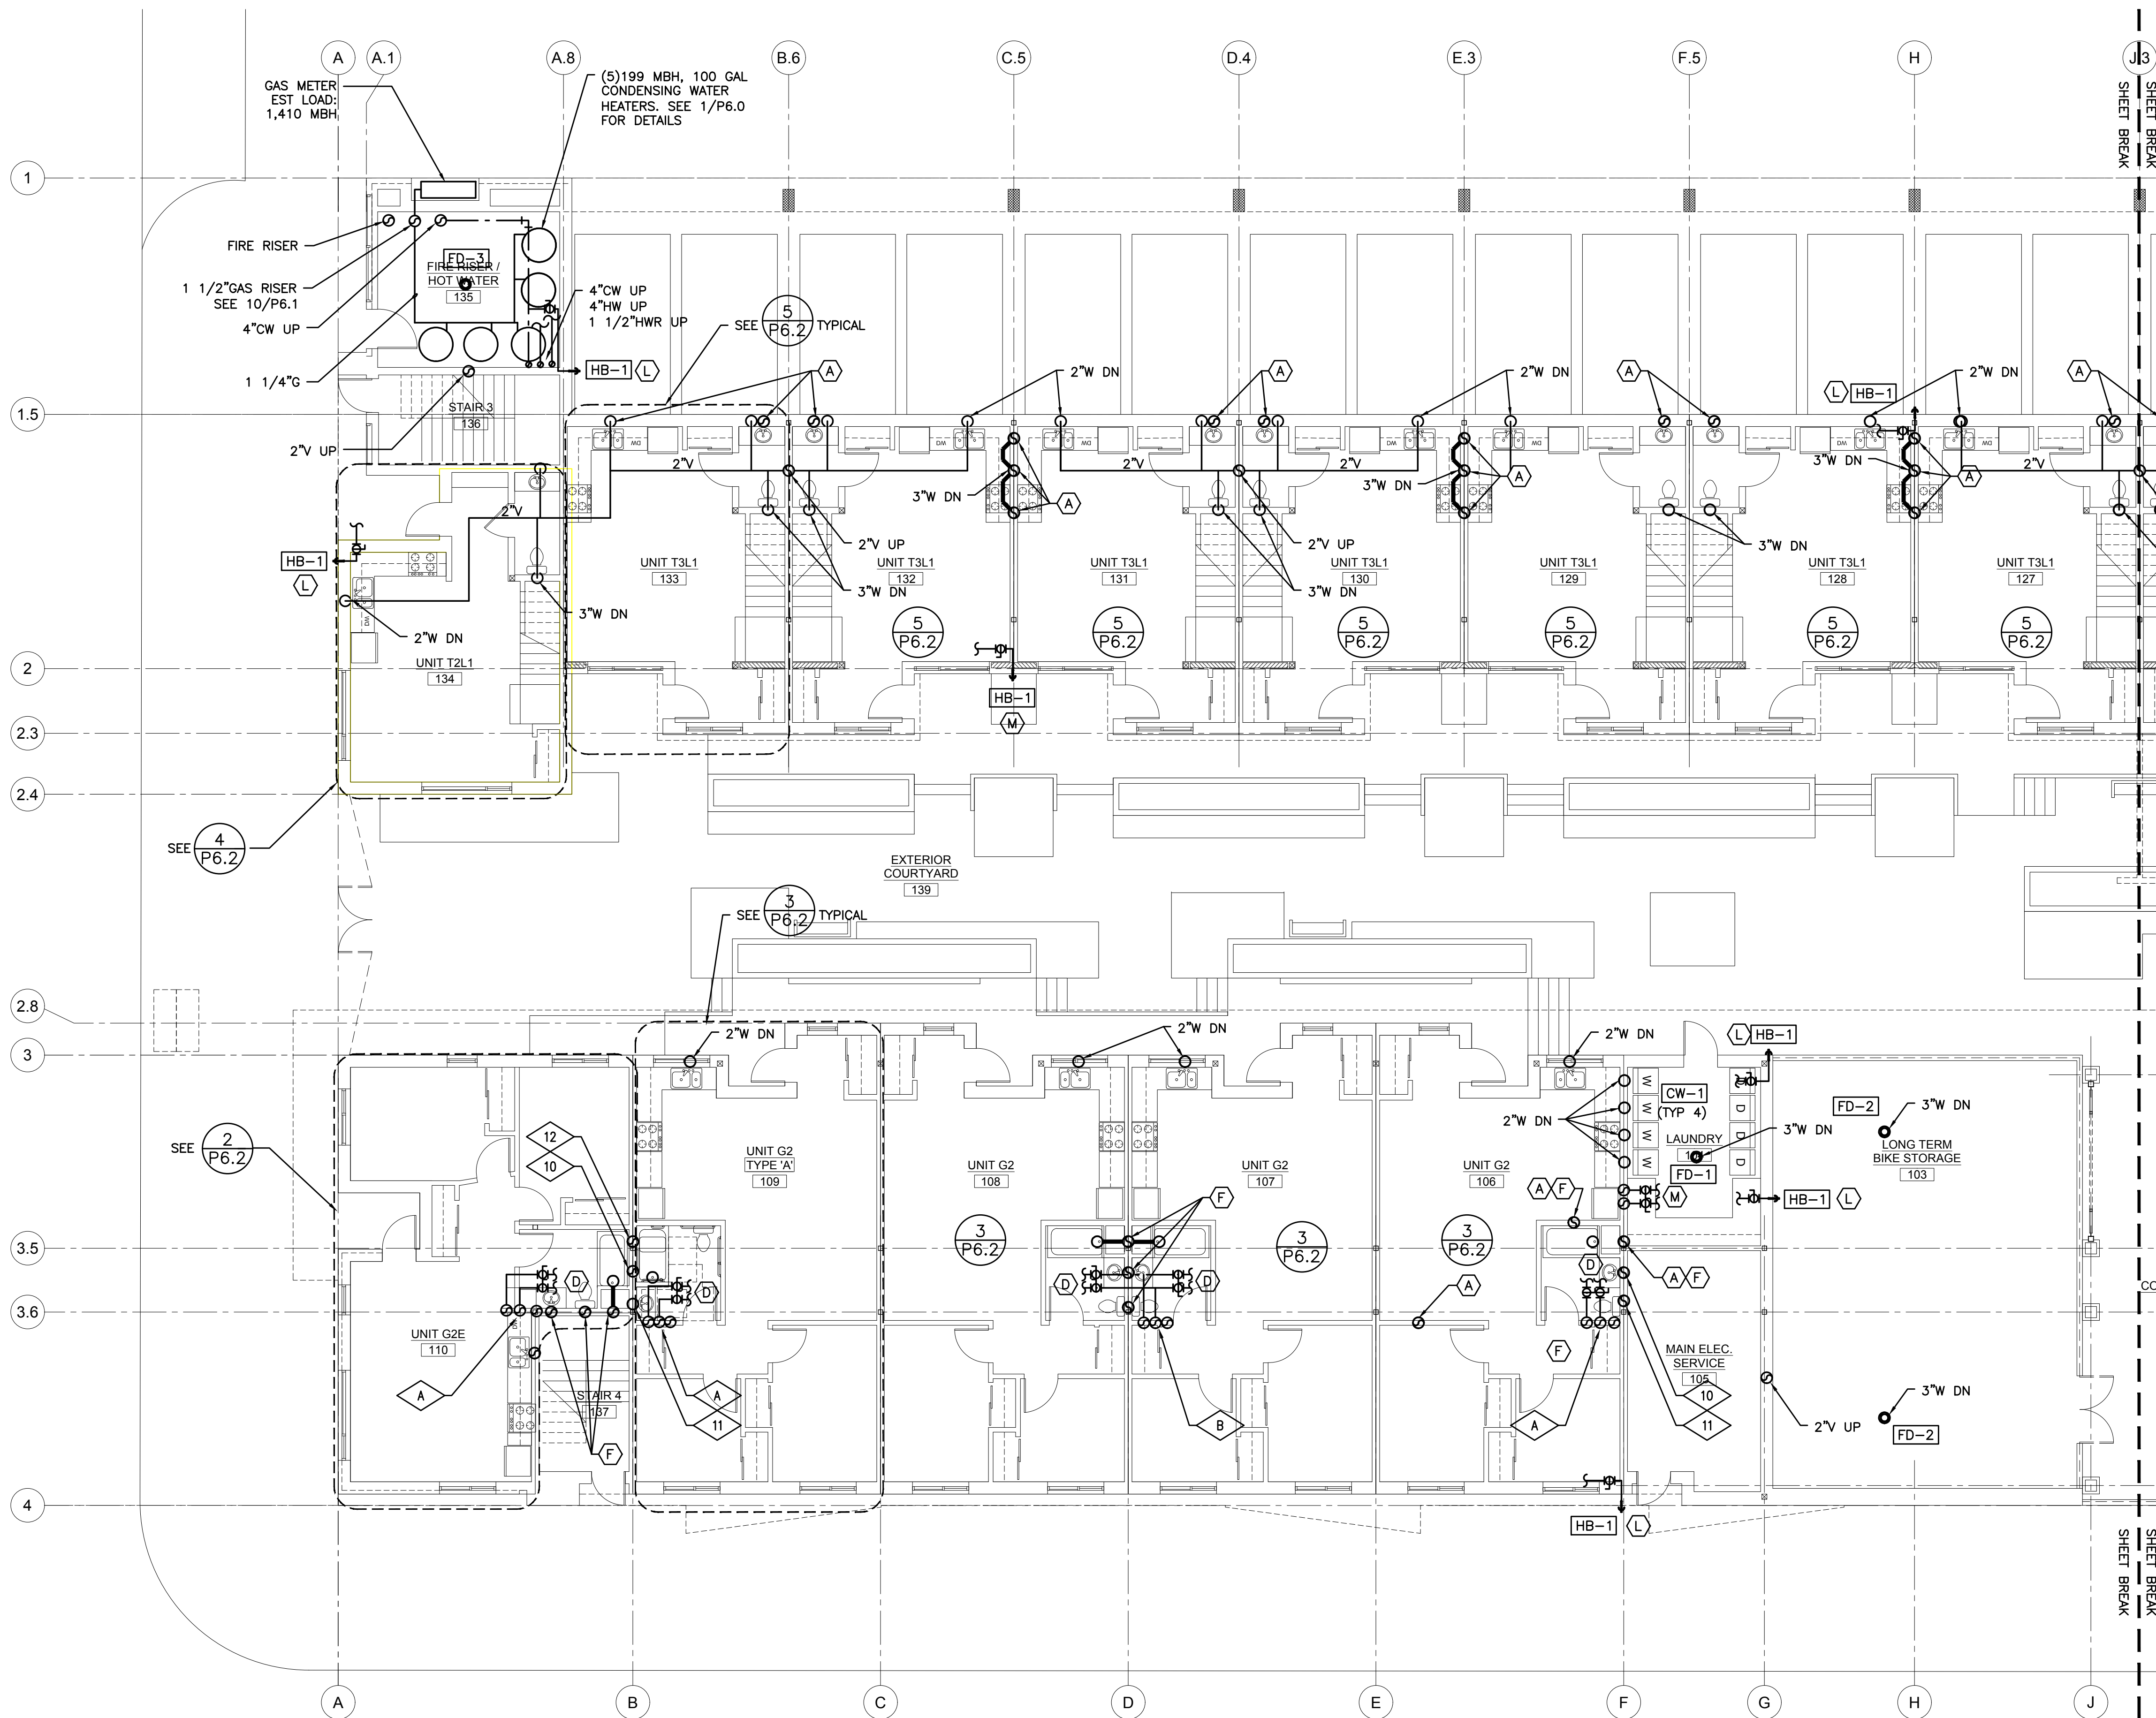 A
A.1
A.8
B.6
C.5
D.4
E.3
F.5
H
J.3
SHEET BREAK
SHEET BREAK
GAS METER
EST LOAD:
1,410 MBH
(5)199 MBH, 100 GAL
CONDENSING WATER
HEATERS. SEE 1/P6.0
FOR DETAILS
1
FIRE RISER
FD-3
FIRE RISER /
HOT WATER
135
1 1/2"GAS RISER
SEE 10/P6.1
4"CW UP
1 1/4"G
4"CW UP
4"HW UP
1 1/2"HWR UP
SEE
5
P6.2
TYPICAL
HB-1
L
A
2"W DN
A
2"W DN
A
L
HB-1
2"W DN
A
1.5
STAIR 3
136
2"V UP
DW
DW
DW
DW
DW
DW
DW
2"V
2"V
2"V
2"V
3"W DN
A
3"W DN
A
3"W DN
A
HB-1
L
2"V UP
3"W DN
2"V UP
3"W DN
3"W DN
UNIT T3L1
133
UNIT T3L1
132
UNIT T3L1
131
UNIT T3L1
130
UNIT T3L1
129
UNIT T3L1
128
UNIT T3L1
127
3"W DN
DW
2"W DN
5
P6.2
5
P6.2
5
P6.2
5
P6.2
5
P6.2
5
P6.2
UNIT T2L1
134
2
HB-1
M
2.3
2.4
SEE
4
P6.2
EXTERIOR
COURTYARD
139
SEE
3
P6.2
TYPICAL
2.8
3
2"W DN
2"W DN
2"W DN
L
HB-1
W
W
W
W
CW-1
(TYP 4)
D
D
D
D
2"W DN
FD-2
3"W DN
3"W DN
LAUNDRY
FD-1
LONG TERM
BIKE STORAGE
103
SEE
2
P6.2
12
10
UNIT G2
TYPE 'A'
109
UNIT G2
108
UNIT G2
107
UNIT G2
106
F
A
F
M
HB-1
L
3
P6.2
3
P6.2
3
P6.2
3.5
D
D
D
D
D
A
F
A
CO
3.6
UNIT G2E
110
F
MAIN ELEC.
SERVICE
105
10
11
A
STAIR 4
137
A
11
B
A
2"V UP
3"W DN
FD-2
F
4
HB-1
L
SHEET BREAK
SHEET BREAK
A
B
C
D
E
F
G
H
J